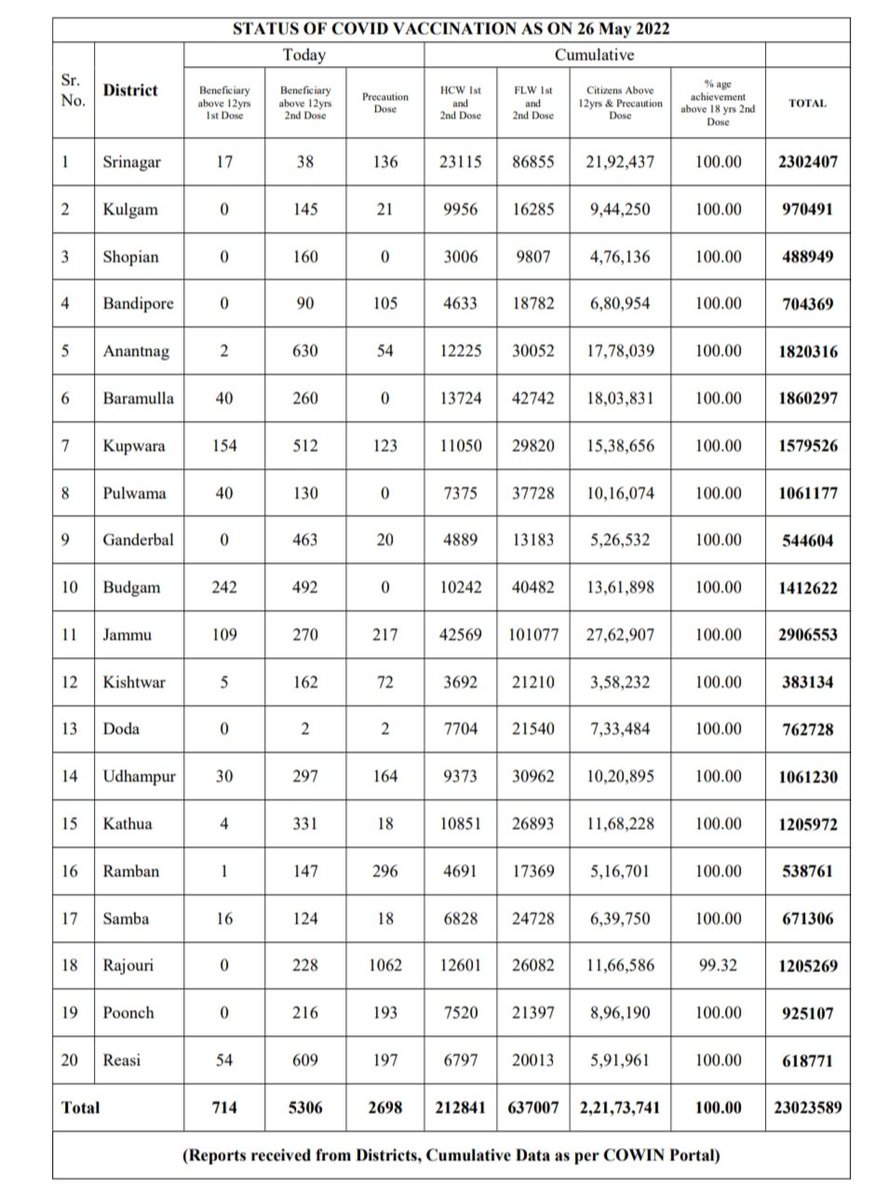 STATUS OF COVID VACCINATION AS ON 26 May 2022
Today Cumulative
Sr. No. District Beneficiary above 12yrs 1st Dose Beneficiary above 12yrs 2nd Dose Precaution Dose HCW 1st and 2nd Dose FLW 1st and 2nd Dose Citizens Above 12yrs & Precaution Dose % age achievement above 18 yrs 2nd Dose TOTAL
1 Srinagar 17 38 136 23115 86855 21,92,437 100.00 2302407
2 Kulgam 0 145 21 9956 16285 9,44,250 100.00 970491
3 Shopian 0 160 0 3006 9807 4,76,136 100.00 488949
4 Bandipore 0 90 105 4633 18782 6,80,954 100.00 704369
5 Anantnag 2 630 54 12225 30052 17,78,039 100.00 1820316
6 Baramulla 40 260 0 13724 42742 18,03,831 100.00 1860297
7 Kupwara 154 512 123 11050 29820 15,38,656 100.00 1579526
8 Pulwama 40 130 0 7375 37728 10,16,074 100.00 1061177
9 Ganderbal 0 463 20 4889 13183 5,26,532 100.00 544604
10 Budgam 242 492 0 10242 40482 13,61,898 100.00 1412622
11 Jammu 109 270 217 42569 101077 27,62,907 100.00 2906553
12 Kishtwar 5 162 72 3692 21210 3,58,232 100.00 383134
13 Doda 0 2 2 7704 21540 7,33,484 100.00 762728
14 Udhampur 30 297 164 9373 30962 10,20,895 100.00 1061230
15 Kathua 4 331 18 10851 26893 11,68,228 100.00 1205972
16 Ramban 1 147 296 4691 17369 5,16,701 100.00 538761
17 Samba 16 124 18 6828 24728 6,39,750 100.00 671306
18 Rajouri 0 228 1062 12601 26082 11,66,586 99.32 1205269
19 Poonch 0 216 193 7520 21397 8,96,190 100.00 925107
20 Reasi 54 609 197 6797 20013 5,91,961 100.00 618771
Total 714 5306 2698 212841 637007 2,21,73,741 100.00 23023589
(Reports received from Districts, Cumulative Data as per COWIN Portal)